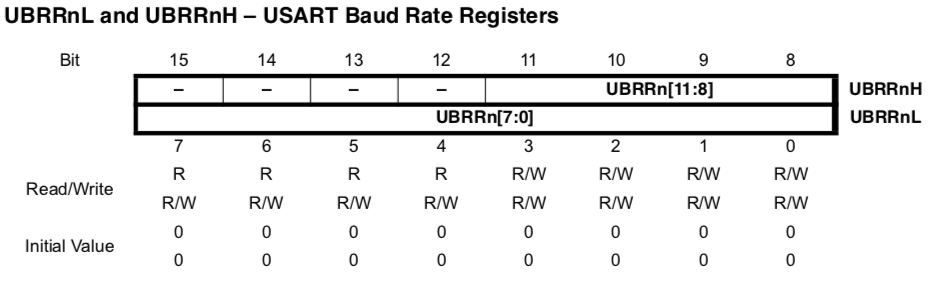 UBRRnL and UBRRnH – USART Baud Rate Registers
Bit 15 14 13 12 11 10 9 8
– – – – UBRRn[11:8] UBRRnH
UBRRn[7:0] UBRRnL
7 6 5 4 3 2 1 0
Read/Write R R R R R/W R/W R/W R/W
R/W R/W R/W R/W R/W R/W R/W R/W
Initial Value 0 0 0 0 0 0 0 0
0 0 0 0 0 0 0 0